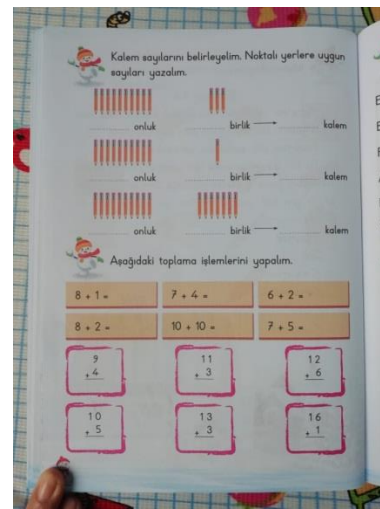 Kalem sayılarını belirleyelim. Noktalı yerlere uygun
sayıları yazalım.
............ onluk ............ birlik → ............ kalem
............ onluk ............ birlik → ............ kalem
............ onluk ............ birlik → ............ kalem
Aşağıdaki toplama işlemlerini yapalım.
8 + 1 = 7 + 4 = 6 + 2 =
8 + 2 = 10 + 10 = 7 + 5 =
9 11 12
+ 4 + 3 + 6
10 13 16
+ 5 + 3 + 1